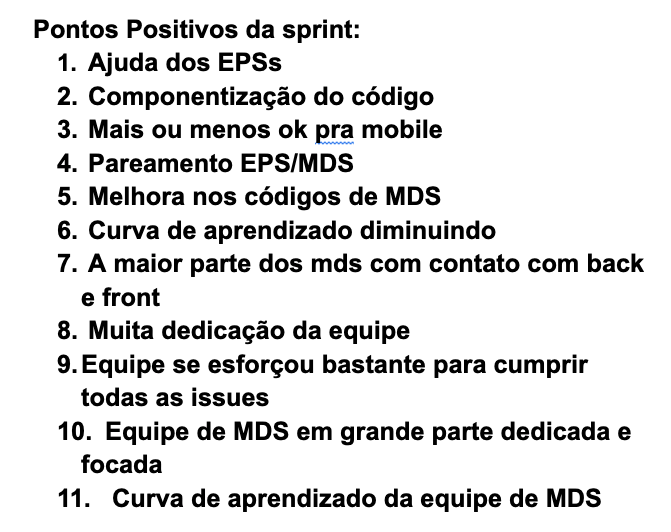 Pontos Positivos da sprint:
1. Ajuda dos EPSs
2. Componentização do código
3. Mais ou menos ok pra mobile
4. Pareamento EPS/MDS
5. Melhora nos códigos de MDS
6. Curva de aprendizado diminuindo
7. A maior parte dos mds com contato com back
e front
8. Muita dedicação da equipe
9. Equipe se esforçou bastante para cumprir
todas as issues
10. Equipe de MDS em grande parte dedicada e
focada
11. Curva de aprendizado da equipe de MDS